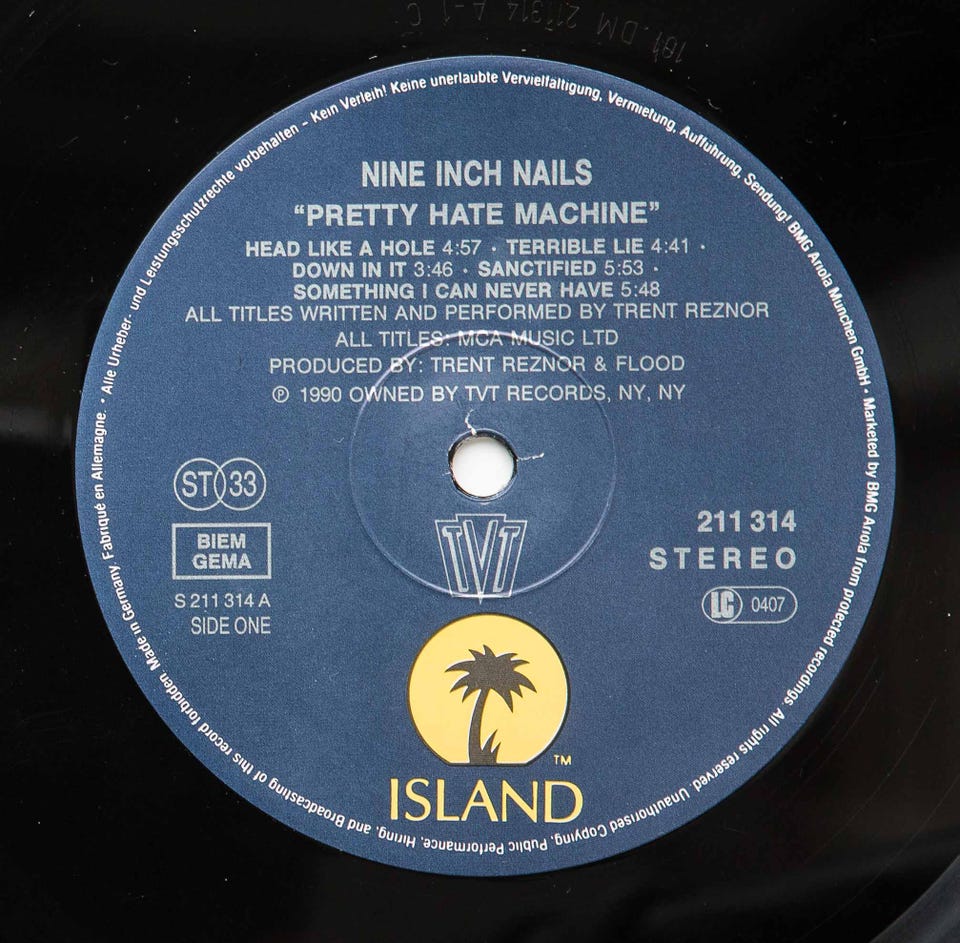 NINE INCH NAILS
“PRETTY HATE MACHINE”
HEAD LIKE A HOLE 4:57 · TERRIBLE LIE 4:41 ·
DOWN IN IT 3:46 · SANCTIFIED 5:53 ·
SOMETHING I CAN NEVER HAVE 5:48
ALL TITLES WRITTEN AND PERFORMED BY TRENT REZNOR
ALL TITLES: MCA MUSIC LTD
PRODUCED BY: TRENT REZNOR & FLOOD
℗ 1990 OWNED BY TVT RECORDS, NY, NY
ST 33
BIEM
GEMA
S 211 314 A
SIDE ONE
TVT
211 314
STEREO
LC 0407
ISLAND ™
· Alle Urheber- und Leistungsschutzrechte vorbehalten – Kein Verleih! Keine unerlaubte Vervielfältigung, Vermietung, Aufführung, Sendung! BMG Ariola München GmbH · Marketed by BMG Ariola from protected recordings. All rights reserved. Unauthorised Copying, Public Performance, Hiring, and Broadcasting of this record forbidden. Made in Germany. Fabriqué en Allemagne.
DM 211314 A-1 C